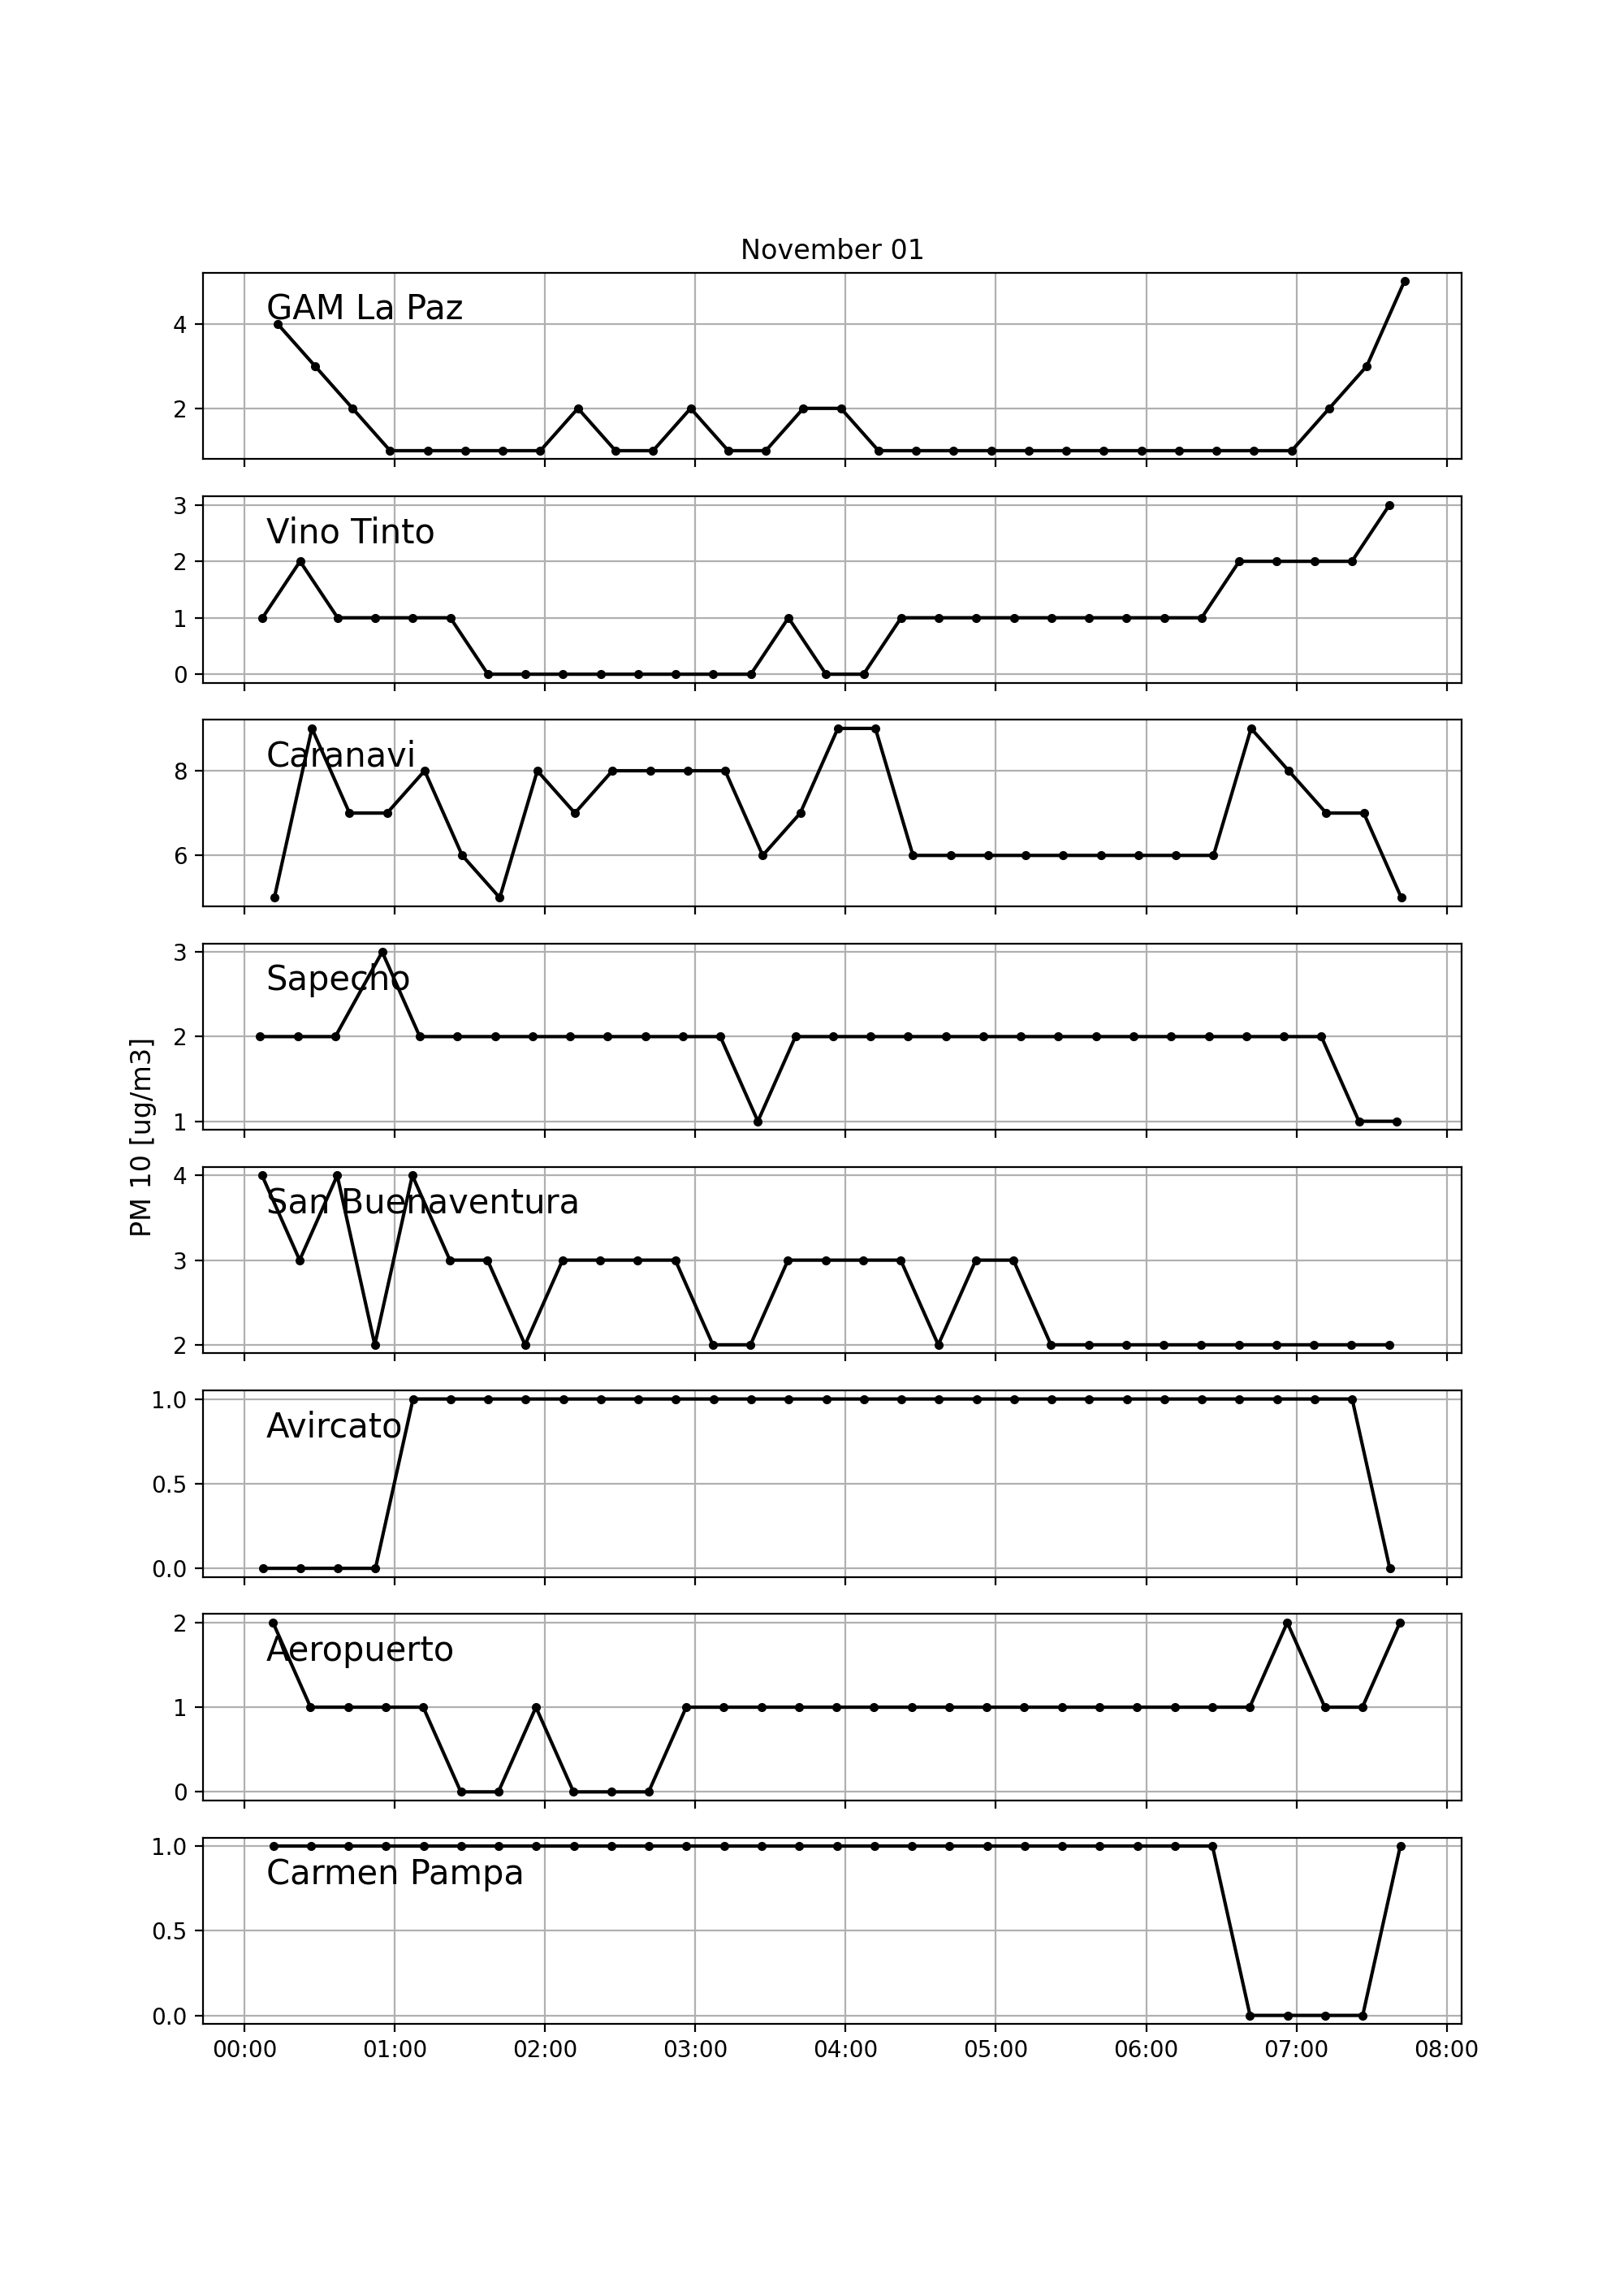 November 01
GAM La Paz
4
2
Vino Tinto
3
2
1
0
Caranavi
8
6
Sapecho
3
2
1
PM 10 [ug/m3]
San Buenaventura
4
3
2
Avircato
1.0
0.5
0.0
Aeropuerto
2
1
0
Carmen Pampa
1.0
0.5
0.0
00:00 01:00 02:00 03:00 04:00 05:00 06:00 07:00 08:00